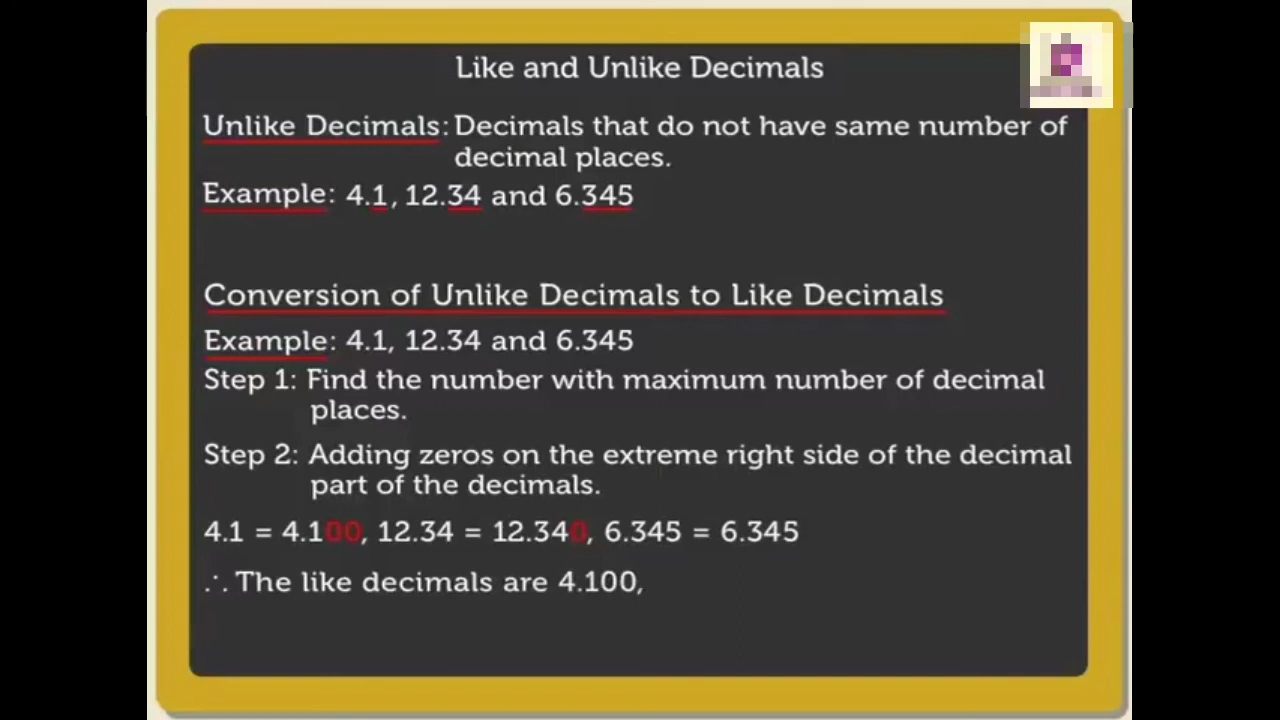 Like and Unlike Decimals
Unlike Decimals: Decimals that do not have same number of
decimal places.
Example: 4.1, 12.34 and 6.345
Conversion of Unlike Decimals to Like Decimals
Example: 4.1, 12.34 and 6.345
Step 1: Find the number with maximum number of decimal
places.
Step 2: Adding zeros on the extreme right side of the decimal
part of the decimals.
4.1 = 4.100, 12.34 = 12.340, 6.345 = 6.345
∴ The like decimals are 4.100,